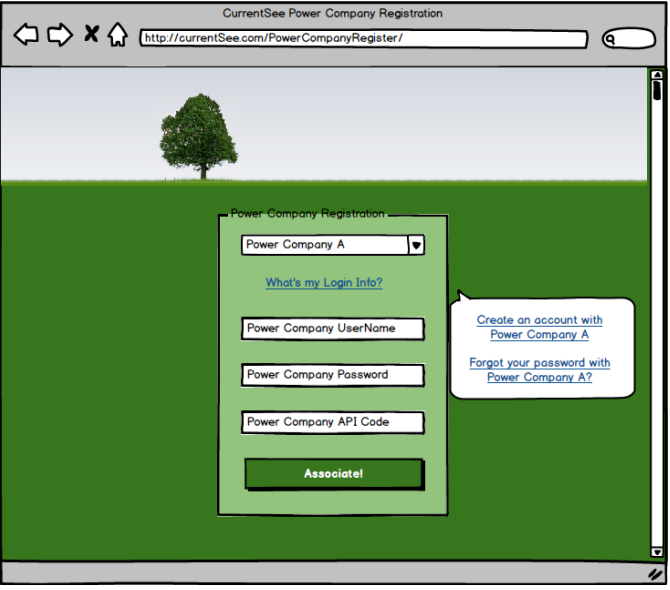 CurrentSee Power Company Registration
http://currentSee.com/PowerCompanyRegister/
Power Company Registration
Power Company A
What's my Login Info?
Power Company UserName
Power Company Password
Power Company API Code
Associate!
Create an account with
Power Company A
Forgot your password with
Power Company A?